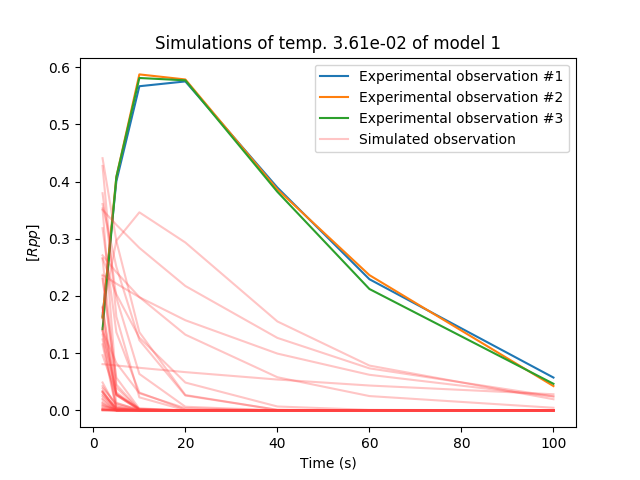 Simulations of temp. 3.61e-02 of model 1
0.6
0.5
0.4
0.3
0.2
0.1
0.0
[Rpp]
Experimental observation #1
Experimental observation #2
Experimental observation #3
Simulated observation
0 20 40 60 80 100
Time (s)